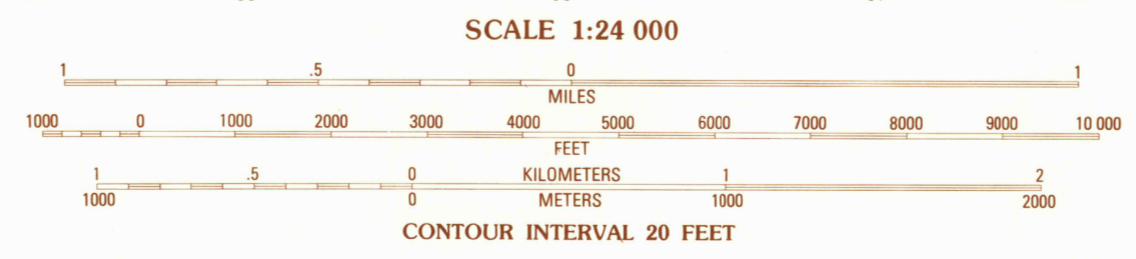 SCALE 1:24 000
1 .5 0 1
MILES
1000 0 1000 2000 3000 4000 5000 6000 7000 8000 9000 10 000
FEET
1 .5 0 KILOMETERS 1 2
1000 0 METERS 1000 2000
CONTOUR INTERVAL 20 FEET